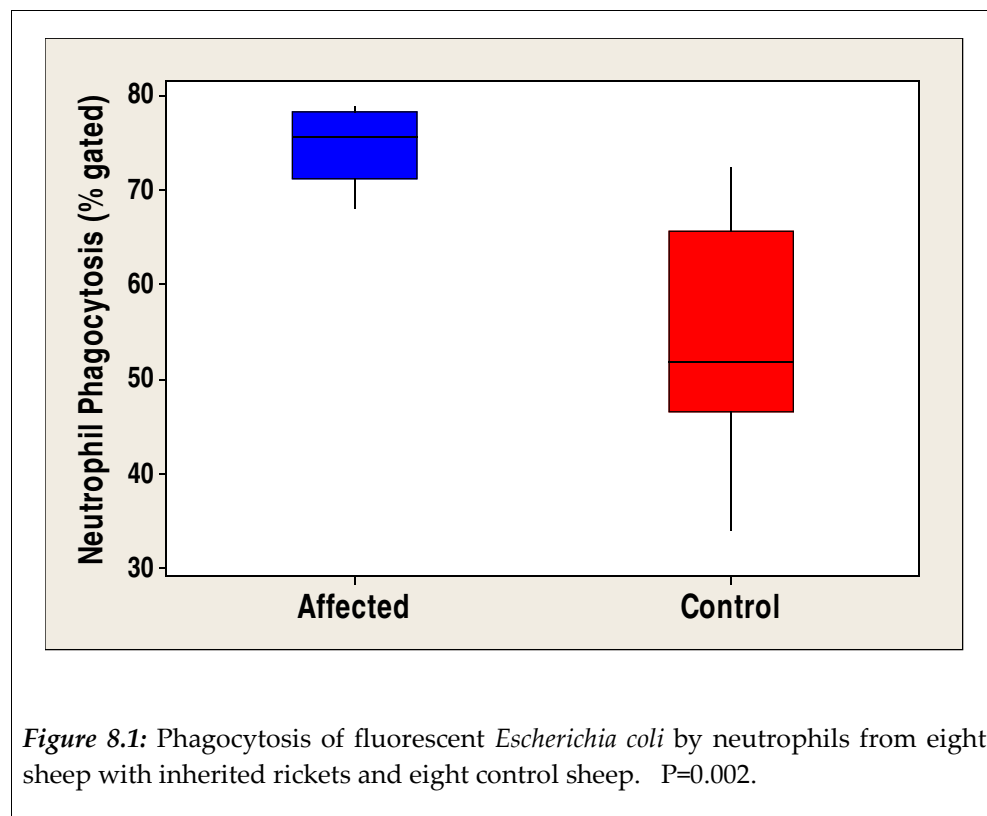 Neutrophil Phagocytosis (% gated)
80
70
60
50
40
30
Affected Control
Figure 8.1: Phagocytosis of fluorescent Escherichia coli by neutrophils from eight
sheep with inherited rickets and eight control sheep. P=0.002.